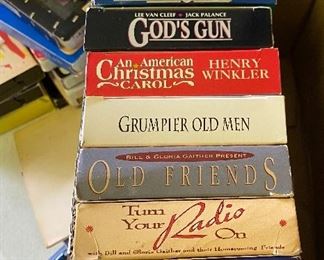 LEE VAN CLEEF • JACK PALANCE
GOD'S GUN
An AMERICAN
CHRISTMAS
CAROL
HENRY
WINKLER
GRUMPIER OLD MEN
BILL & GLORIA GAITHER PRESENT
OLD FRIENDS
Turn
Your Radio
On
with Bill and Gloria Gaither and their Homecoming Friends